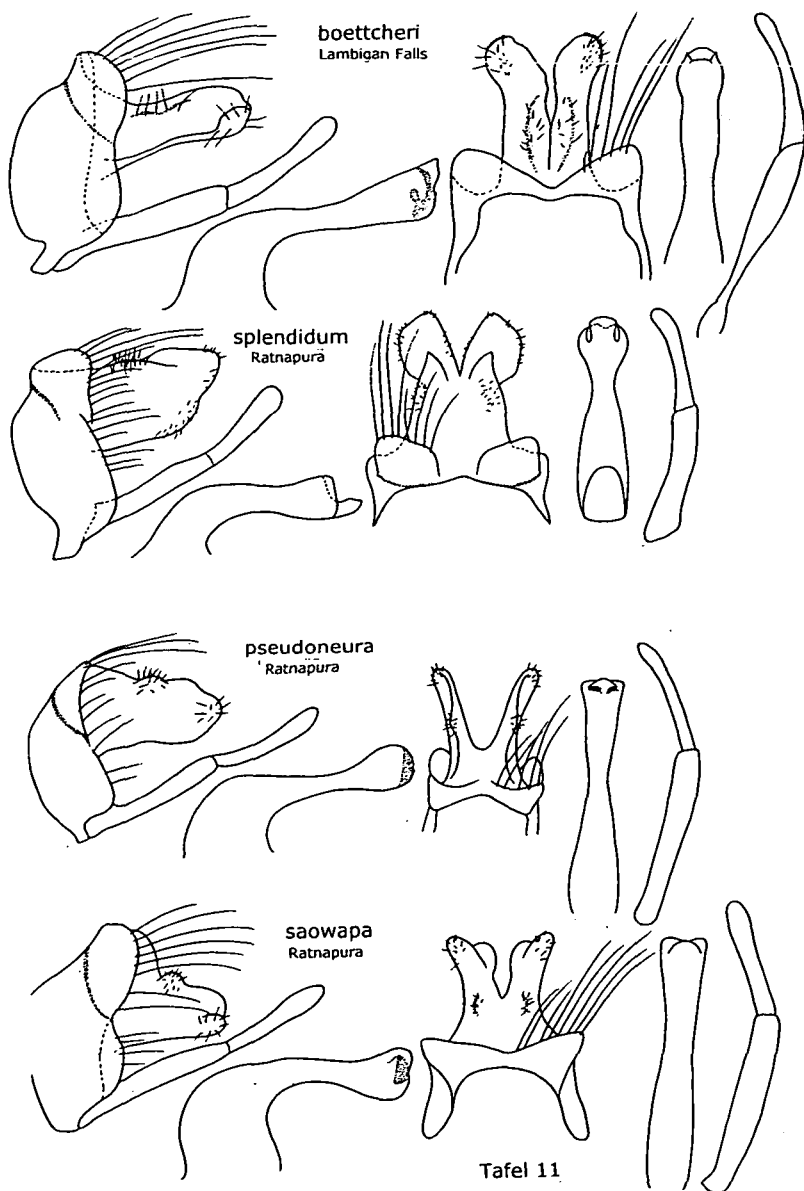 boettcheri
Lambigan Falls
splendidum
Ratnapura
pseudoneura
Ratnapura
saowapa
Ratnapura
Tafel 11